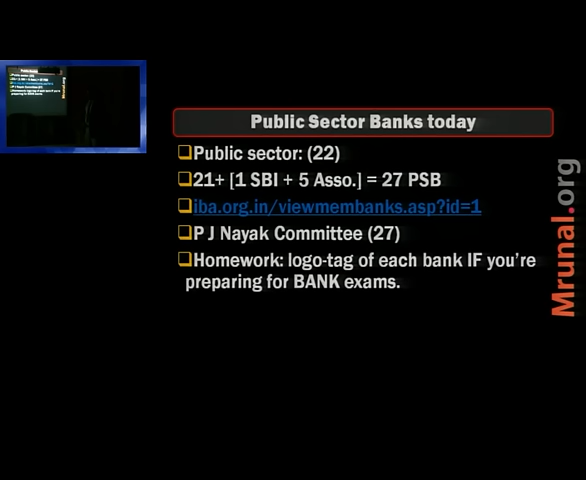 Public Sector Banks today
Public sector: (22)
21+ [1 SBI + 5 Asso.] = 27 PSB
iba.org.in/viewmembanks.asp?id=1
P J Nayak Committee (27)
Homework: logo-tag of each bank IF you're
preparing for BANK exams.
Mrunal.org